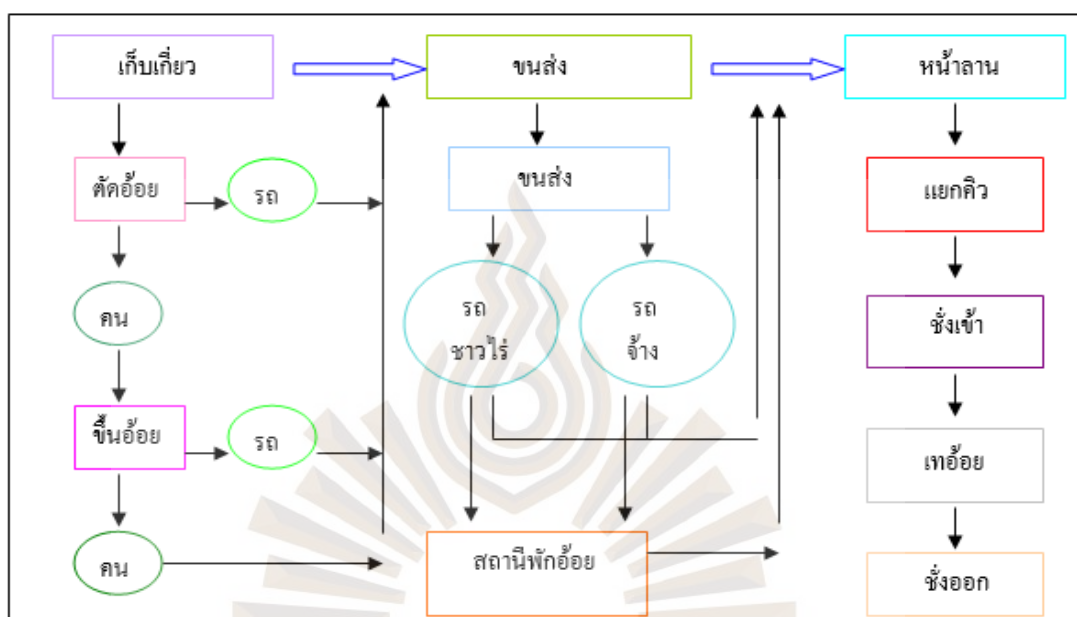 เก็บเกี่ยว
ขนส่ง
หน้าลาน
ตัดอ้อย
รถ
ขนส่ง
แยกคิว
คน
รถ
ชาวไร่
รถ
จ้าง
ชั่งเข้า
ขึ้นอ้อย
รถ
เทอ้อย
คน
สถานีพักอ้อย
ชั่งออก